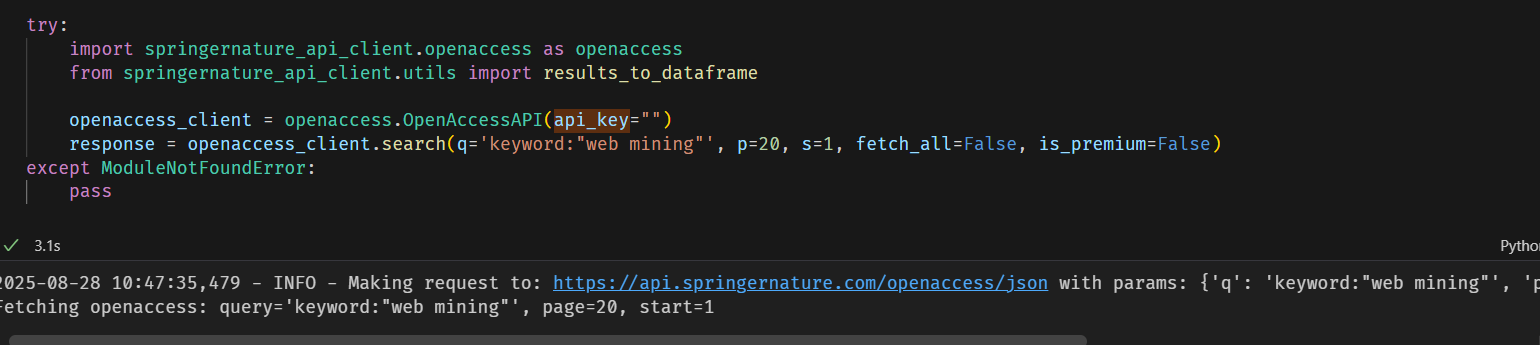 try:
    import springernature_api_client.openaccess as openaccess
    from springernature_api_client.utils import results_to_dataframe
    openaccess_client = openaccess.OpenAccessAPI(api_key="")
    response = openaccess_client.search(q='keyword:"web mining"', p=20, s=1, fetch_all=False, is_premium=False)
except ModuleNotFoundError:
    pass
3.1s
Pytho
2025-08-28 10:47:35,479 - INFO - Making request to: https://api.springernature.com/openaccess/json with params: {'q': 'keyword:"web mining"', 'p
Fetching openaccess: query='keyword:"web mining"', page=20, start=1